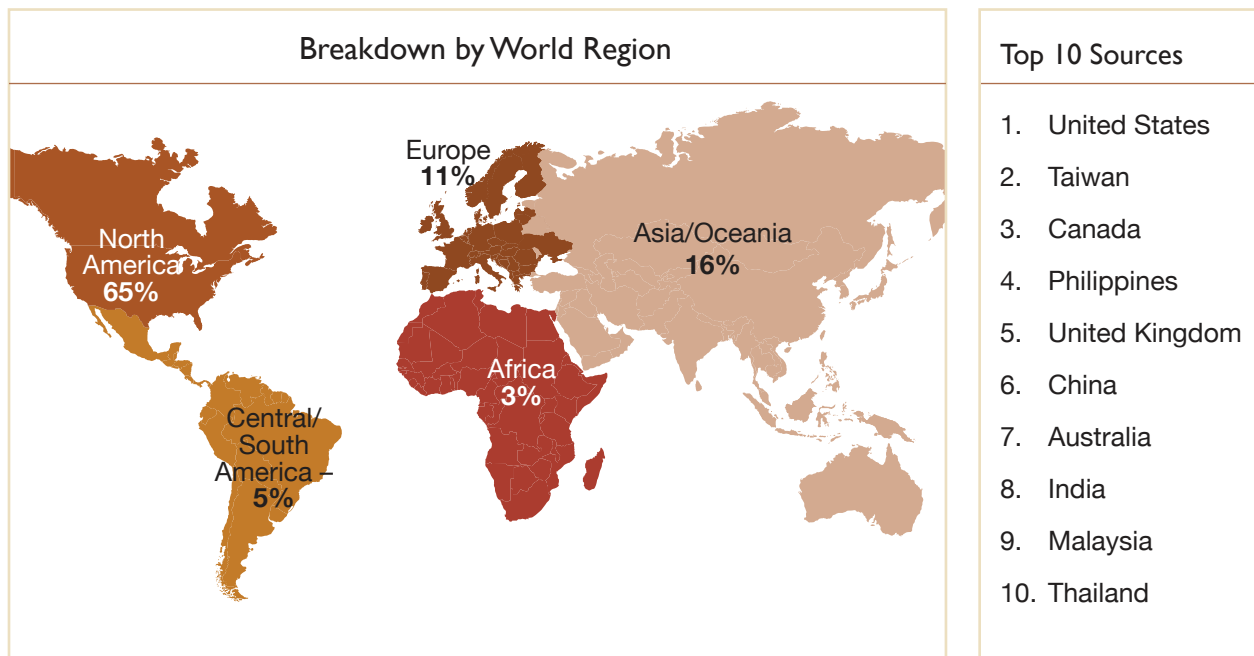 Breakdown by World Region
North
America
65%
Europe
11%
Asia/Oceania
16%
Africa
3%
Central/
South
America –
5%
Top 10 Sources
1. United States
2. Taiwan
3. Canada
4. Philippines
5. United Kingdom
6. China
7. Australia
8. India
9. Malaysia
10. Thailand